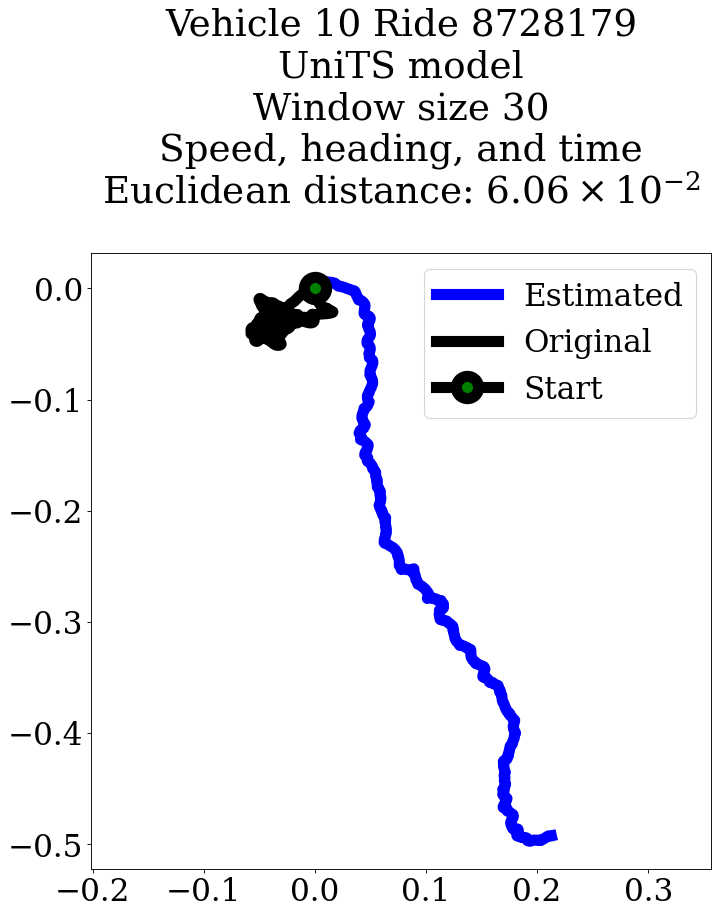 Vehicle 10 Ride 8728179
UniTS model
Window size 30
Speed, heading, and time
Euclidean distance: 6.06 × 10⁻²
Estimated
Original
Start
0.0
−0.1
−0.2
−0.3
−0.4
−0.5
−0.2 −0.1 0.0 0.1 0.2 0.3